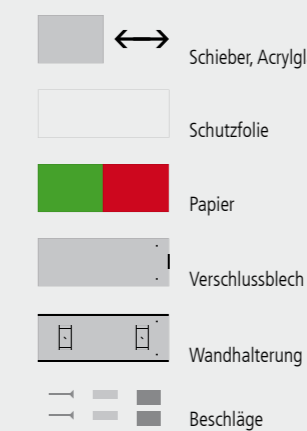 Schieber, Acrylgl
Schutzfolie
Papier
Verschlussblech
Wandhalterung
Beschläge